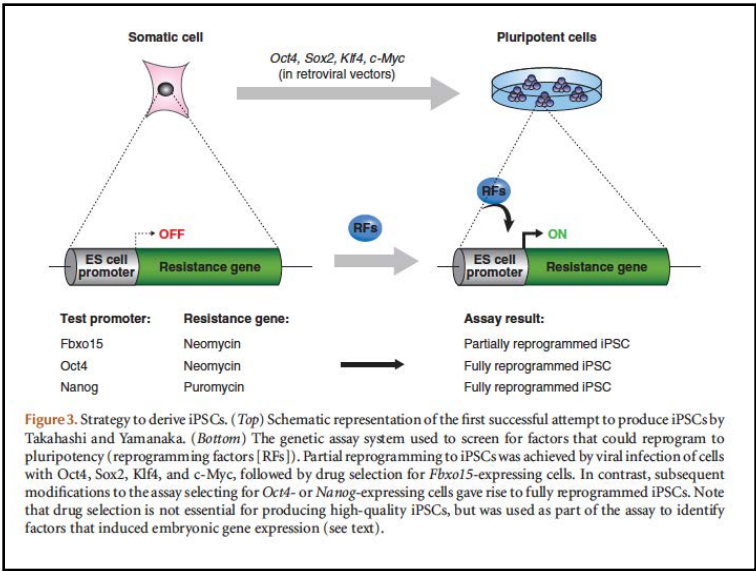 Somatic cell
Pluripotent cells
Oct4, Sox2, Klf4, c-Myc
(in retroviral vectors)
RFs
OFF
RFs
ON
ES cell
promoter
Resistance gene
ES cell
promoter
Resistance gene
Test promoter:
Resistance gene:
Assay result:
Fbxo15
Neomycin
Partially reprogrammed iPSC
Oct4
Neomycin
Fully reprogrammed iPSC
Nanog
Puromycin
Fully reprogrammed iPSC
Figure 3. Strategy to derive iPSCs. (Top) Schematic representation of the first successful attempt to produce iPSCs by
Takahashi and Yamanaka. (Bottom) The genetic assay system used to screen for factors that could reprogram to
pluripotency (reprogramming factors [RFs]). Partial reprogramming to iPSCs was achieved by viral infection of cells
with Oct4, Sox2, Klf4, and c-Myc, followed by drug selection for Fbxo15-expressing cells. In contrast, subsequent
modifications to the assay selecting for Oct4- or Nanog-expressing cells gave rise to fully reprogrammed iPSCs. Note
that drug selection is not essential for producing high-quality iPSCs, but was used as part of the assay to identify
factors that induced embryonic gene expression (see text).